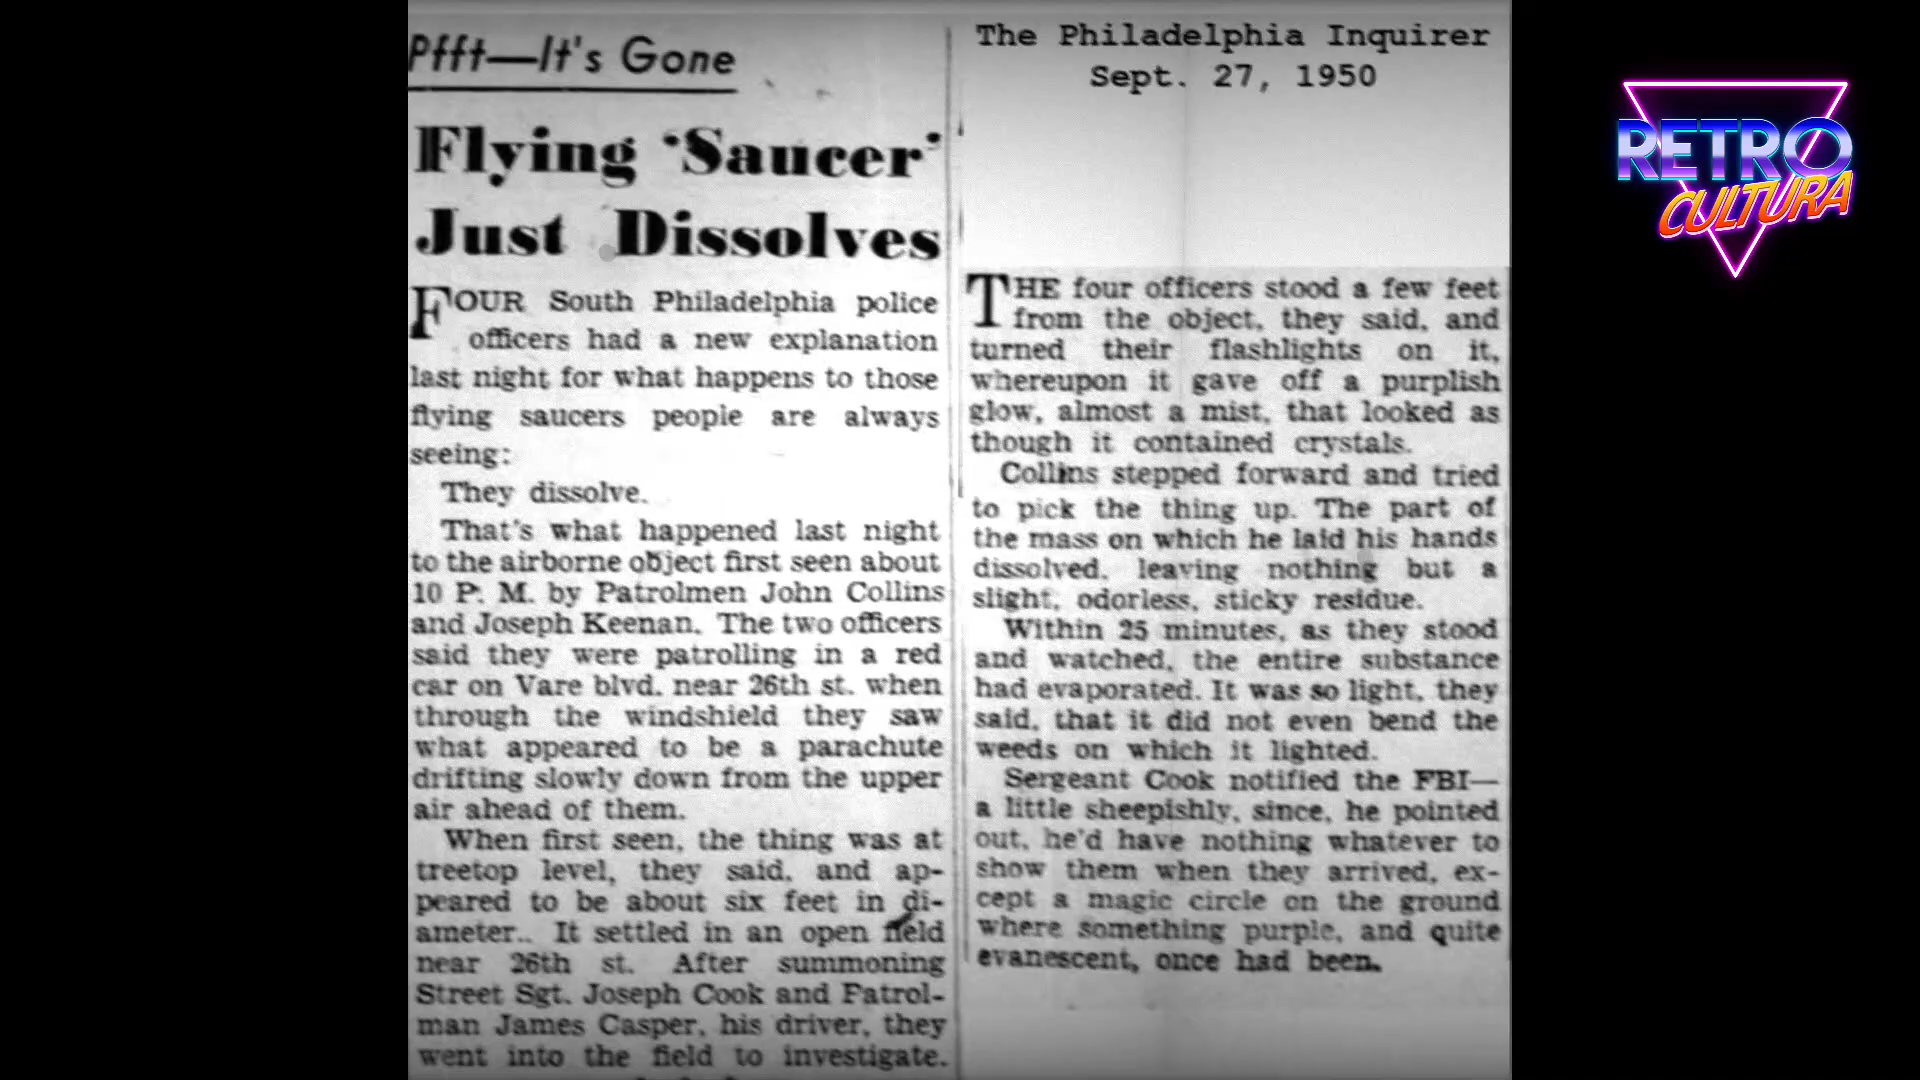 Pfft—It's Gone
Flying 'Saucer'
Just Dissolves
FOUR South Philadelphia police
officers had a new explanation
last night for what happens to those
flying saucers people are always
seeing:
They dissolve.
That's what happened last night
to the airborne object first seen about
10 P. M. by Patrolmen John Collins
and Joseph Keenan. The two officers
said they were patrolling in a red
car on Vare blvd. near 26th st. when
through the windshield they saw
what appeared to be a parachute
drifting slowly down from the upper
air ahead of them.
When first seen, the thing was at
treetop level, they said, and ap-
peared to be about six feet in di-
ameter.. It settled in an open field
near 26th st. After summoning
Street Sgt. Joseph Cook and Patrol-
man James Casper, his driver, they
went into the field to investigate.
The Philadelphia Inquirer
Sept. 27, 1950
THE four officers stood a few feet
from the object, they said, and
turned their flashlights on it,
whereupon it gave off a purplish
glow, almost a mist, that looked as
though it contained crystals.
Collins stepped forward and tried
to pick the thing up. The part of
the mass on which he laid his hands
dissolved, leaving nothing but a
slight, odorless, sticky residue.
Within 25 minutes, as they stood
and watched, the entire substance
had evaporated. It was so light, they
said, that it did not even bend the
weeds on which it lighted.
Sergeant Cook notified the FBI—
a little sheepishly, since, he pointed
out, he'd have nothing whatever to
show them when they arrived, ex-
cept a magic circle on the ground
where something purple, and quite
evanescent, once had been.
RETRO
CULTURA